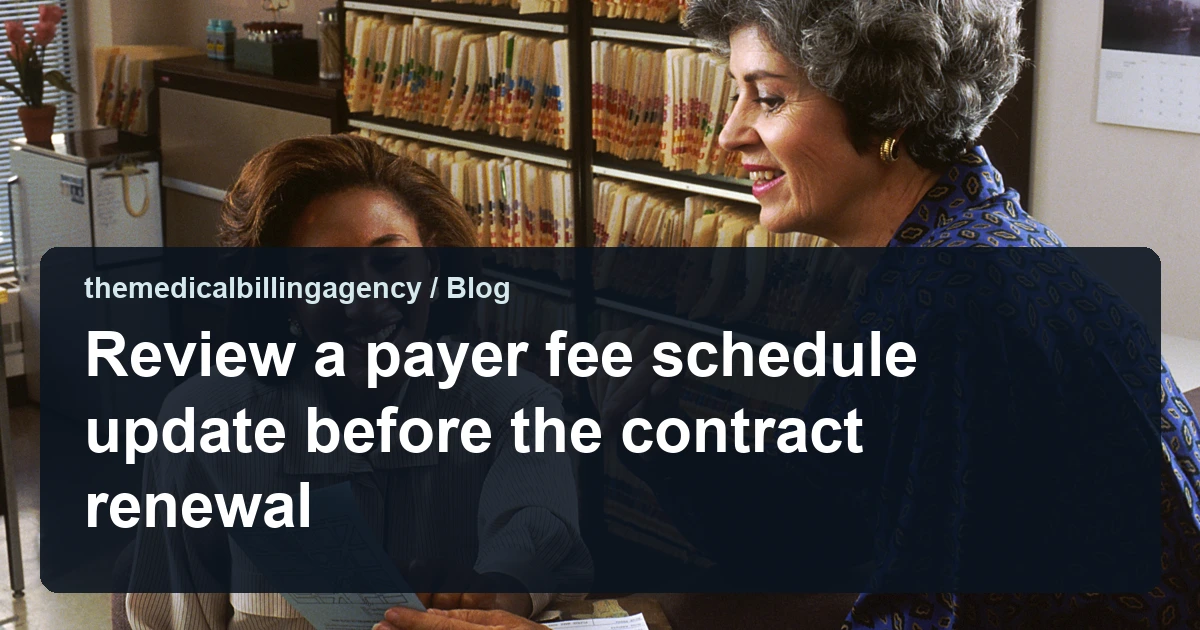 themedicalbillingagency / Blog
Review a payer fee schedule
update before the contract
renewal